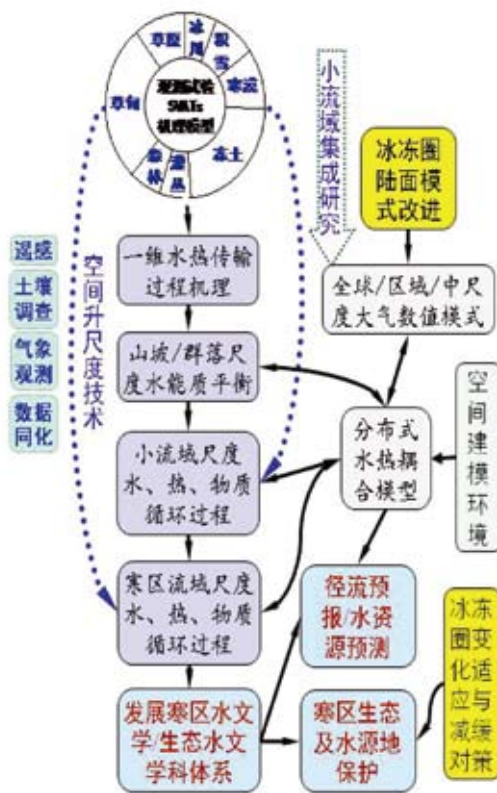 草原
冰川
积雪
寒漠
冻土
灌丛
森林
草甸
观测试验
SVATs
机理模型
小流域集成研究
冰冻圈
陆面模
式改进
遥感
土壤
调查
气象
观测
数据
同化
空间升尺度技术
一维水热传输
过程机理
全球/区域/中尺
度大气数值模式
山坡/群落尺
度水能质平衡
分布式
水热耦
合模型
空间建模环境
小流域尺度
水、热、物质
循环过程
寒区流域尺度
水、热、物质
循环过程
径流预
报/水资
源预测
冰冻
圈变
化适
应与
减缓
对策
发展寒区水文
学/生态水文
学科体系
寒区生态
及水源地
保护